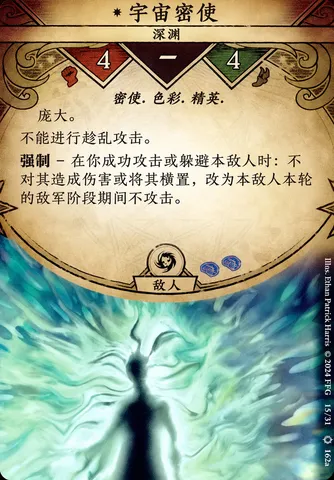 宇宙密使
深渊
4 – 4
密使. 色彩. 精英.
庞大。
不能进行趁乱攻击。
强制 – 在你成功攻击或躲避本敌人时：不
对其造成伤害或将其横置，改为本敌人本轮
的敌军阶段期间不攻击。
敌人
Illus. Ethan Patrick Harris © 2024 FFG 15/31 162a